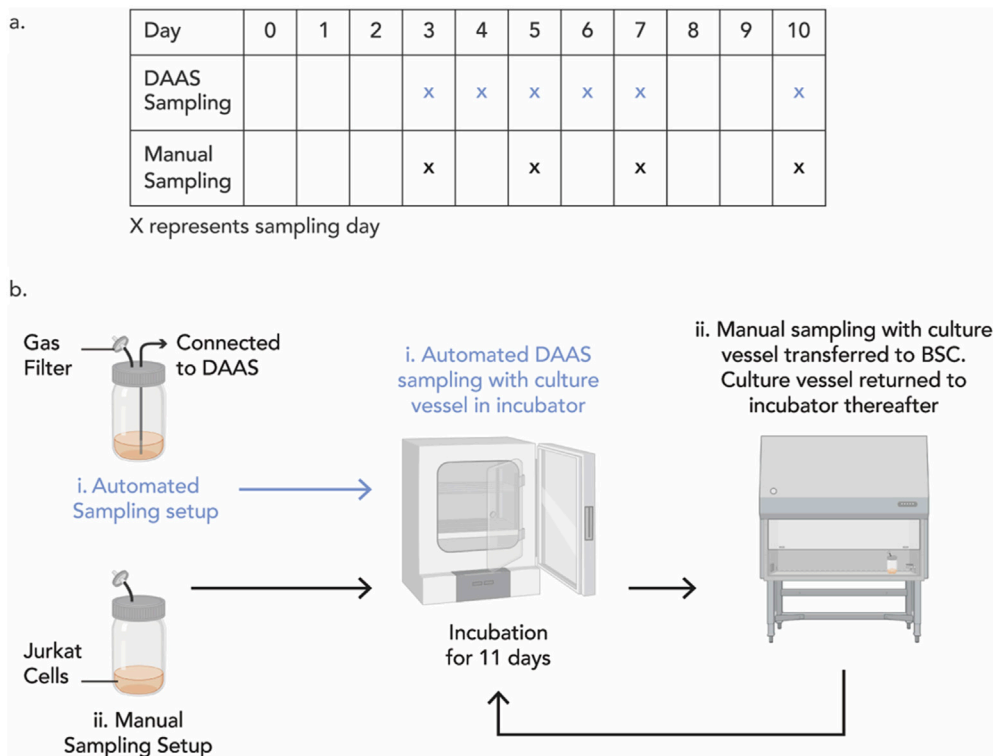 a.
Day 0 1 2 3 4 5 6 7 8 9 10
DAAS
Sampling x x x x x x
Manual
Sampling x x x x
X represents sampling day
b.
Gas
Filter
Connected
to DAAS
i. Automated
Sampling setup
i. Automated DAAS
sampling with culture
vessel in incubator
ii. Manual sampling with culture
vessel transferred to BSC.
Culture vessel returned to
incubator thereafter
Jurkat
Cells
ii. Manual
Sampling Setup
Incubation
for 11 days